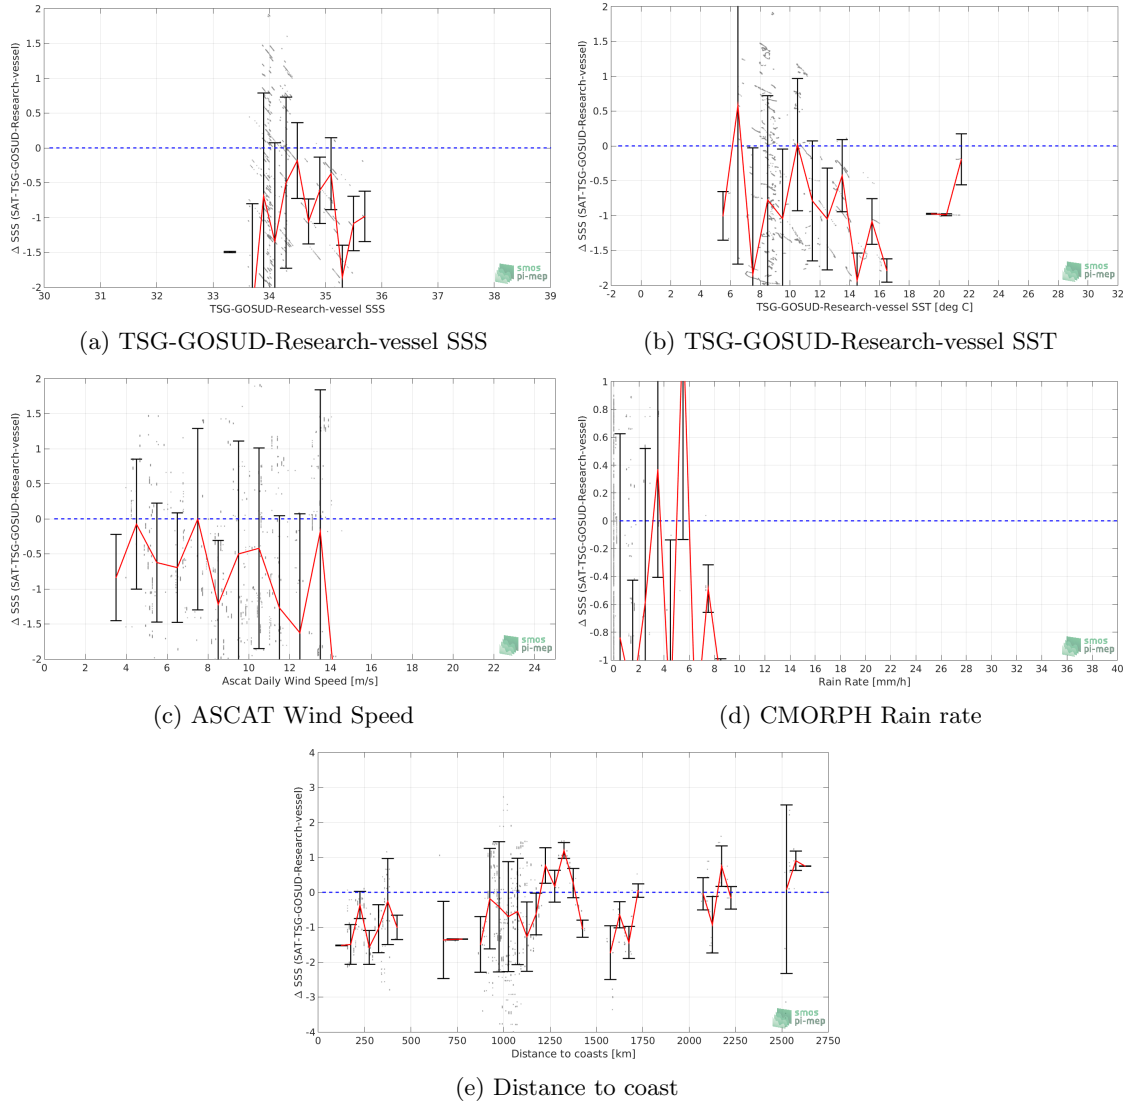 2
1.5
1
0.5
0
-0.5
-1
-1.5
-2
Δ SSS (SAT-TSG-GOSUD-Research-vessel)
30 31 32 33 34 35 36 37 38 39
TSG-GOSUD-Research-vessel SSS
smos
pi-mep
(a) TSG-GOSUD-Research-vessel SSS
2
1.5
1
0.5
0
-0.5
-1
-1.5
-2
Δ SSS (SAT-TSG-GOSUD-Research-vessel)
-2 0 2 4 6 8 10 12 14 16 18 20 22 24 26 28 30 32
TSG-GOSUD-Research-vessel SST [deg C]
smos
pi-mep
(b) TSG-GOSUD-Research-vessel SST
2
1.5
1
0.5
0
-0.5
-1
-1.5
-2
Δ SSS (SAT-TSG-GOSUD-Research-vessel)
0 2 4 6 8 10 12 14 16 18 20 22 24
Ascat Daily Wind Speed [m/s]
smos
pi-mep
(c) ASCAT Wind Speed
1
0.8
0.6
0.4
0.2
0
-0.2
-0.4
-0.6
-0.8
-1
Δ SSS (SAT-TSG-GOSUD-Research-vessel)
0 2 4 6 8 10 12 14 16 18 20 22 24 26 28 30 32 34 36 38 40
Rain Rate [mm/h]
smos
pi-mep
(d) CMORPH Rain rate
4
3
2
1
0
-1
-2
-3
-4
Δ SSS (SAT-TSG-GOSUD-Research-vessel)
0 250 500 750 1000 1250 1500 1750 2000 2250 2500 2750
Distance to coasts [km]
smos
pi-mep
(e) Distance to coast